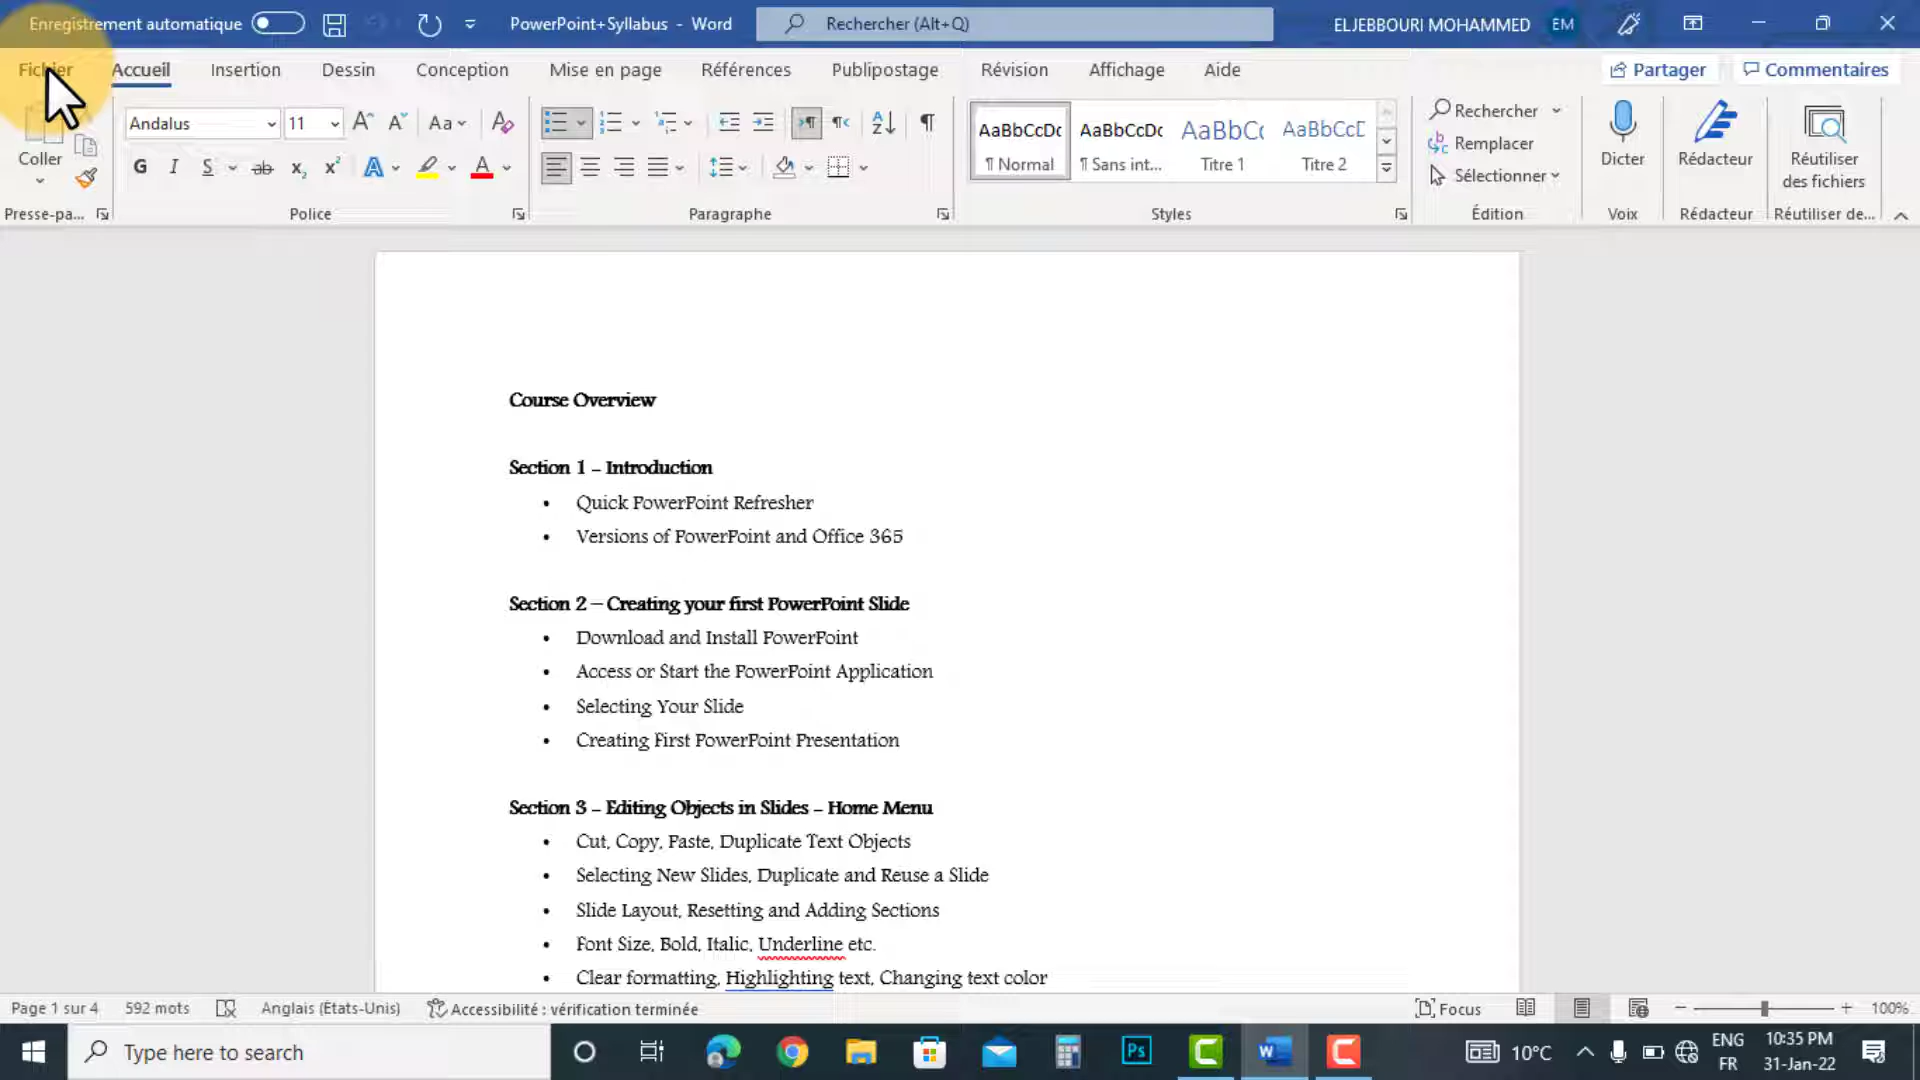 Enregistrement automatique
PowerPoint+Syllabus - Word
Rechercher (Alt+Q)
ELJEBBOURI MOHAMMED
EM
Fichier
Accueil
Insertion
Dessin
Conception
Mise en page
Références
Publipostage
Révision
Affichage
Aide
Partager
Commentaires
Coller
Presse-pa...
Andalus
11
Aa
G I S ab x₂ x² A A
Police
Paragraphe
AaBbCcDc
¶ Normal
AaBbCcDc
¶ Sans int...
AaBbCc
Titre 1
AaBbCcD
Titre 2
Styles
Rechercher
Remplacer
Sélectionner
Édition
Dicter
Voix
Rédacteur
Rédacteur
Réutiliser
des fichiers
Réutiliser de...
Course Overview
Section 1 – Introduction
• Quick PowerPoint Refresher
• Versions of PowerPoint and Office 365
Section 2 – Creating your first PowerPoint Slide
• Download and Install PowerPoint
• Access or Start the PowerPoint Application
• Selecting Your Slide
• Creating First PowerPoint Presentation
Section 3 – Editing Objects in Slides – Home Menu
• Cut, Copy, Paste, Duplicate Text Objects
• Selecting New Slides, Duplicate and Reuse a Slide
• Slide Layout, Resetting and Adding Sections
• Font Size, Bold, Italic, Underline etc.
• Clear formatting, Highlighting text, Changing text color
Page 1 sur 4
592 mots
Anglais (États-Unis)
Accessibilité : vérification terminée
Focus
100%
Type here to search
Ps
10°C
ENG
FR
10:35 PM
31-Jan-22